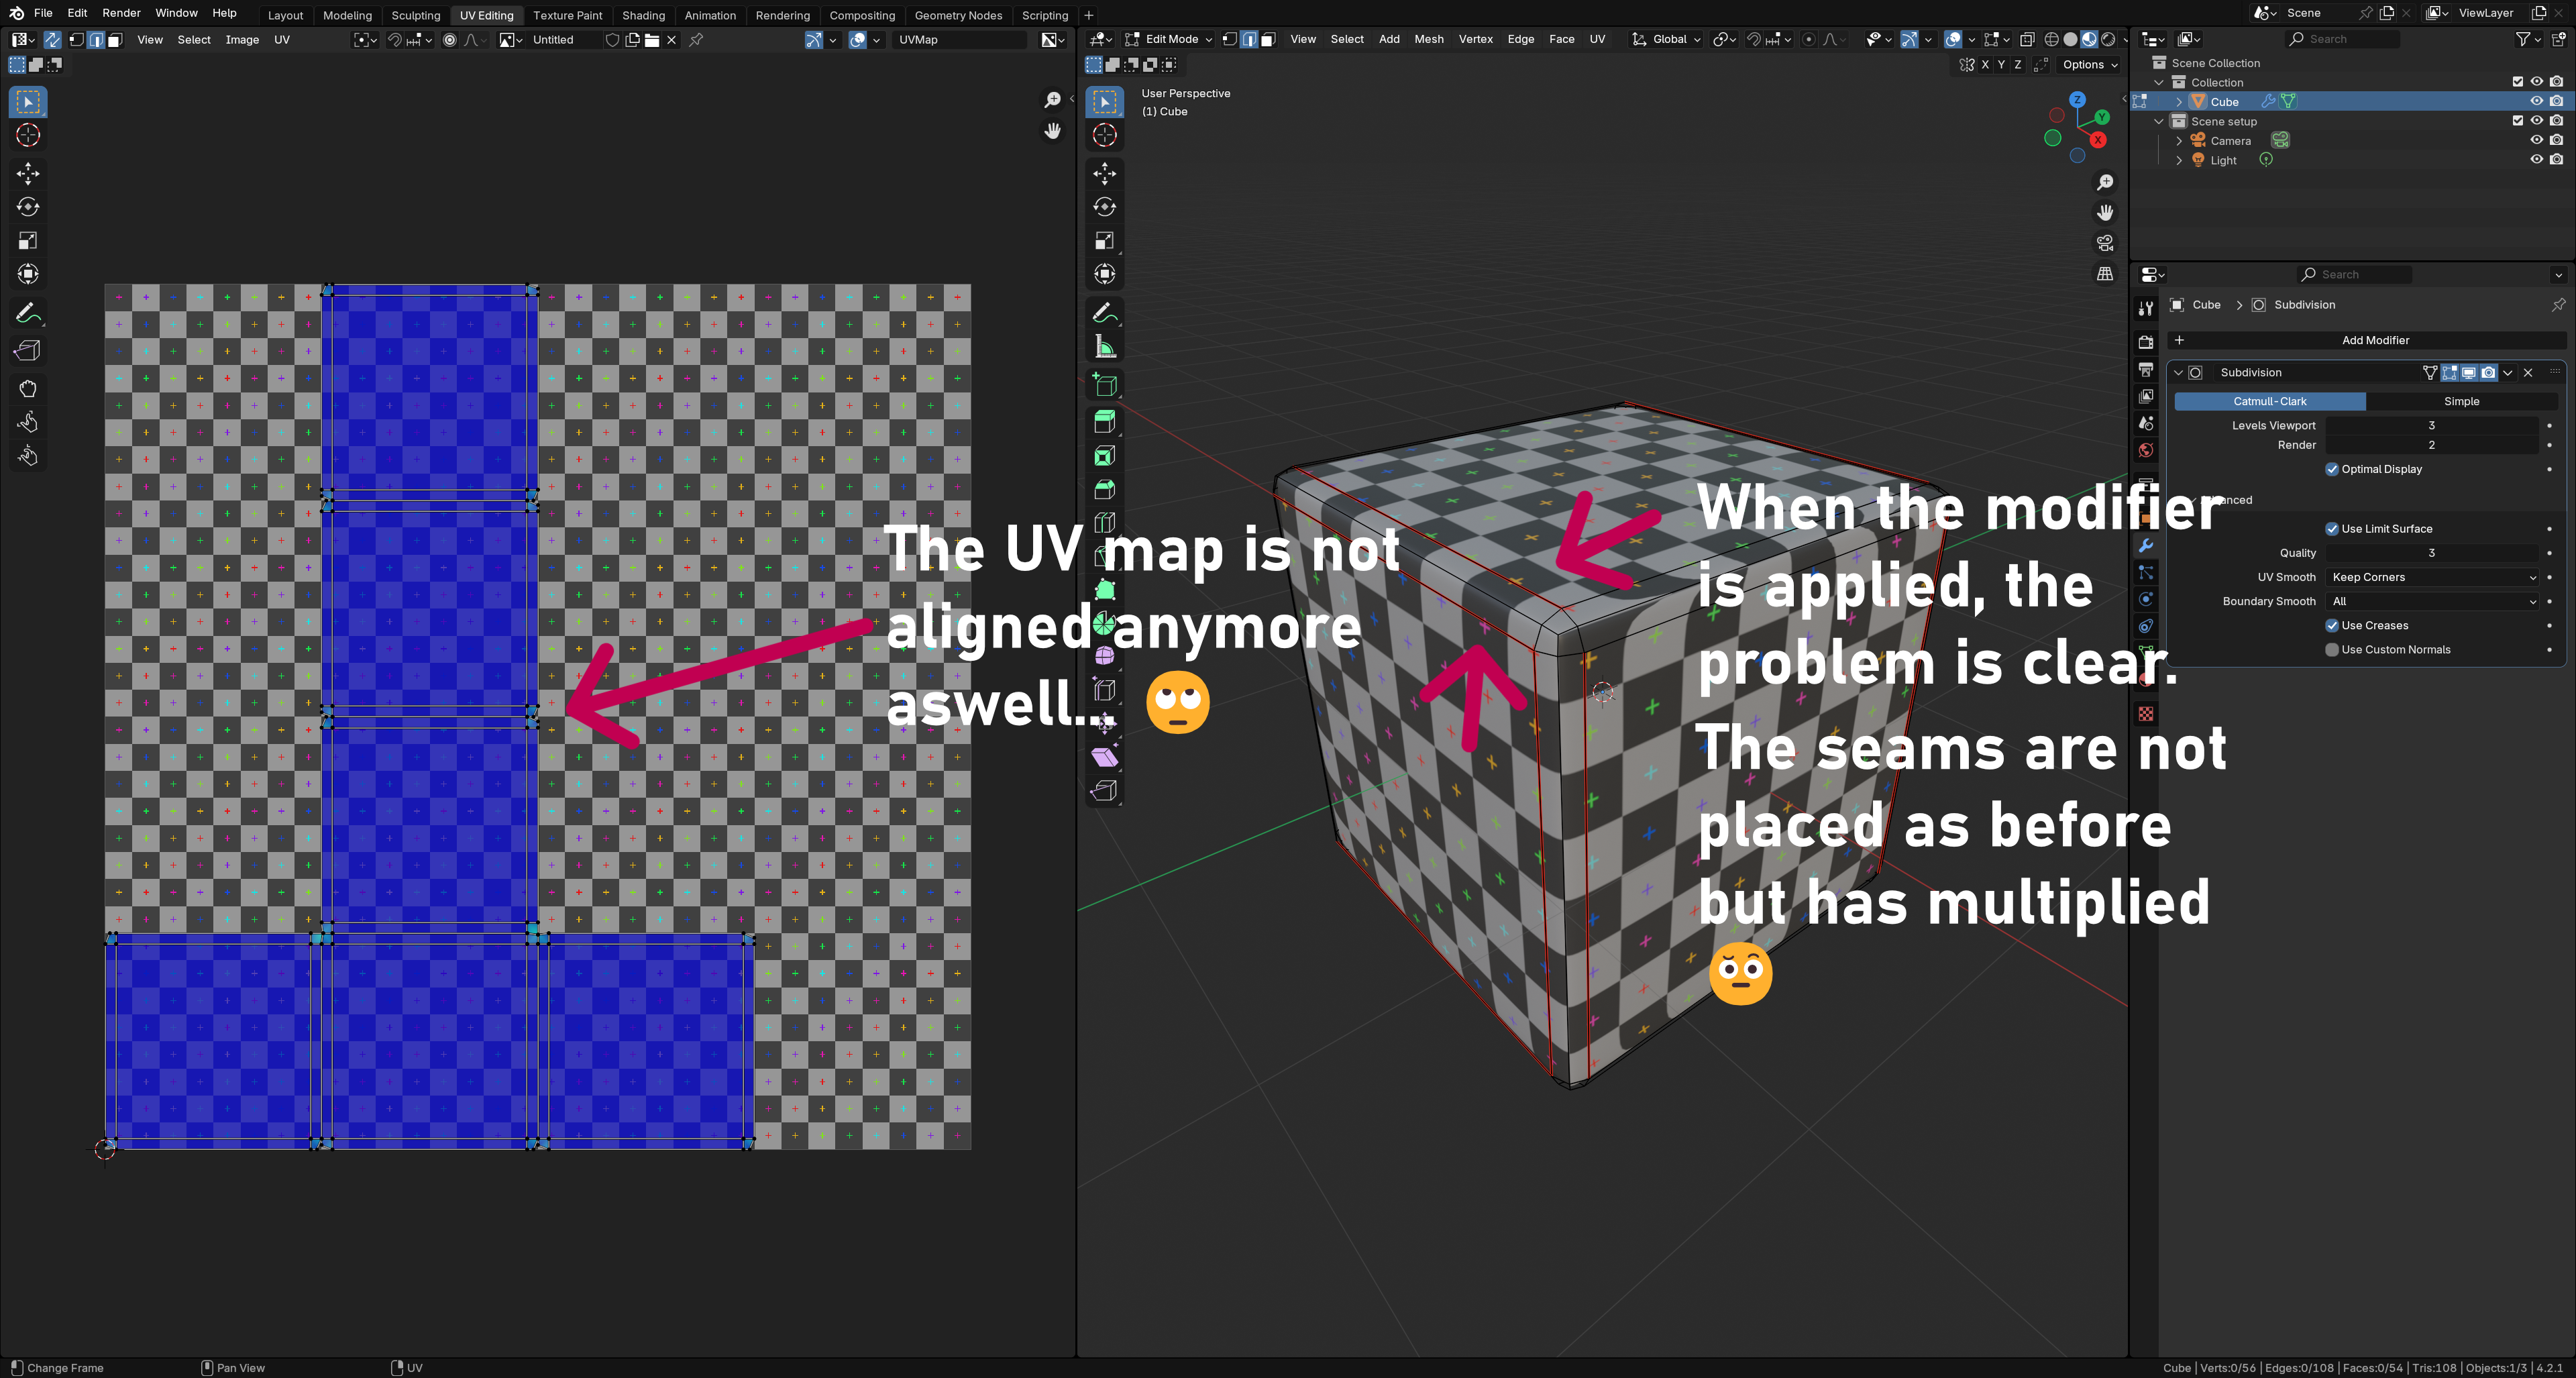 File Edit Render Window Help
Layout Modeling Sculpting UV Editing Texture Paint Shading Animation Rendering Compositing Geometry Nodes Scripting +
Scene
ViewLayer
View Select Image UV
Untitled
UVMap
Edit Mode
View Select Add Mesh Vertex Edge Face UV
Global
X Y Z
Options
User Perspective
(1) Cube
Z
Y
X
Search
Scene Collection
Collection
Cube
Scene setup
Camera
Light
Search
Cube > Subdivision
+ Add Modifier
Subdivision
Catmull-Clark Simple
Levels Viewport 3
Render 2
Optimal Display
Use Limit Surface
Quality 3
UV Smooth Keep Corners
Boundary Smooth All
Use Creases
Use Custom Normals
The UV map is not
aligned anymore
aswell...
When the modifier
is applied, the
problem is clear.
The seams are not
placed as before
but has multiplied
Change Frame
Pan View
UV
Cube | Verts:0/56 | Edges:0/108 | Faces:0/54 | Tris:108 | Objects:1/3 | 4.2.1